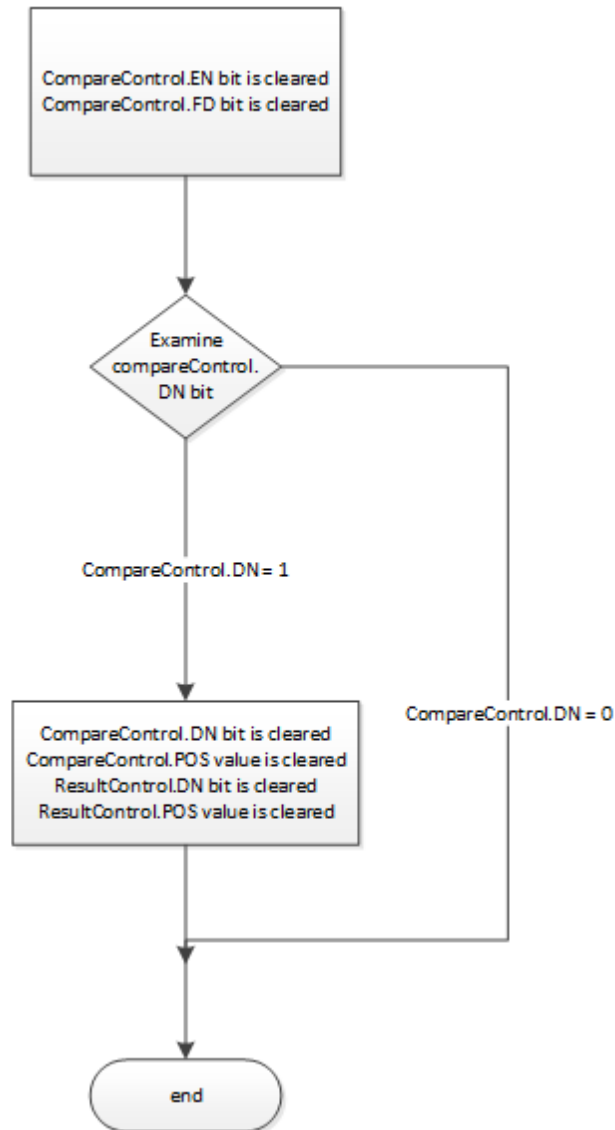 CompareControl.EN bit is cleared
CompareControl.FD bit is cleared
Examine
compareControl.
DN bit
CompareControl.DN = 1
CompareControl.DN = 0
CompareControl.DN bit is cleared
CompareControl.POS value is cleared
ResultControl.DN bit is cleared
ResultControl.POS value is cleared
end